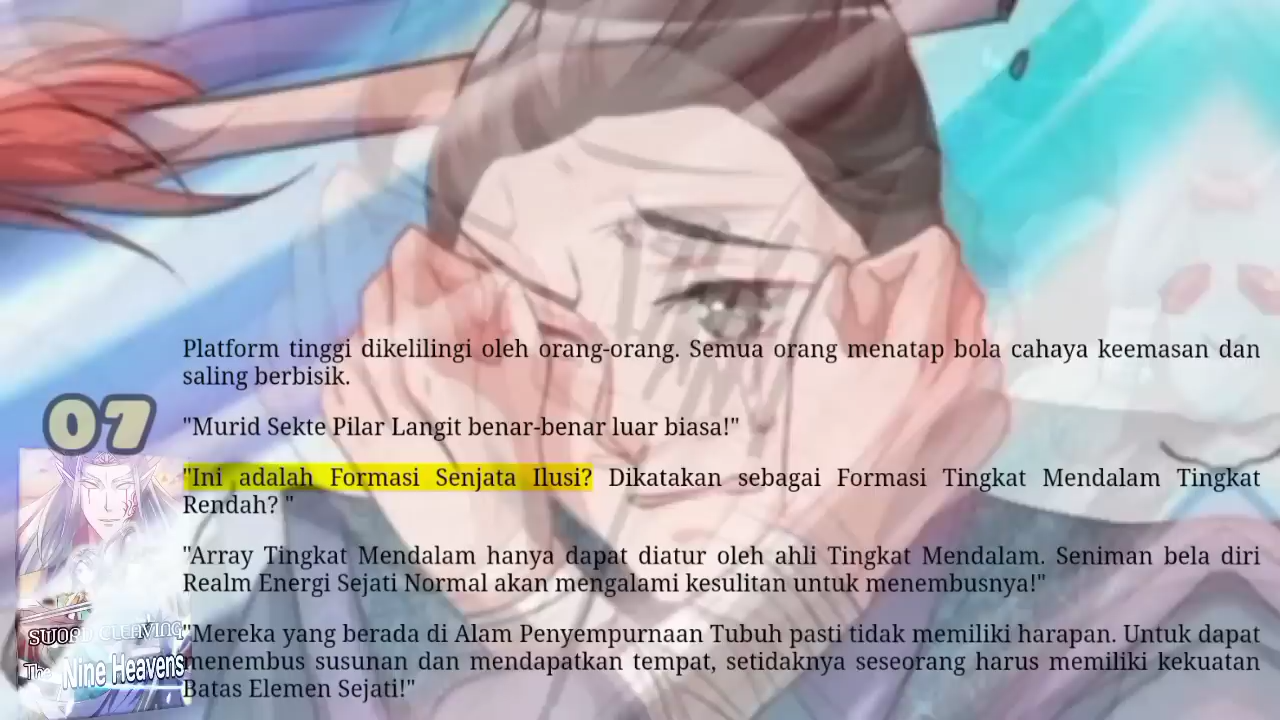 Platform tinggi dikelilingi oleh orang-orang. Semua orang menatap bola cahaya keemasan dan
saling berbisik.
"Murid Sekte Pilar Langit benar-benar luar biasa!"
"Ini adalah Formasi Senjata Ilusi? Dikatakan sebagai Formasi Tingkat Mendalam Tingkat
Rendah? "
"Array Tingkat Mendalam hanya dapat diatur oleh ahli Tingkat Mendalam. Seniman bela diri
Realm Energi Sejati Normal akan mengalami kesulitan untuk menembusnya!"
"Mereka yang berada di Alam Penyempurnaan Tubuh pasti tidak memiliki harapan. Untuk dapat
menembus susunan dan mendapatkan tempat, setidaknya seseorang harus memiliki kekuatan
Batas Elemen Sejati!"
07
SWORD CLEAVING
The Nine Heavens